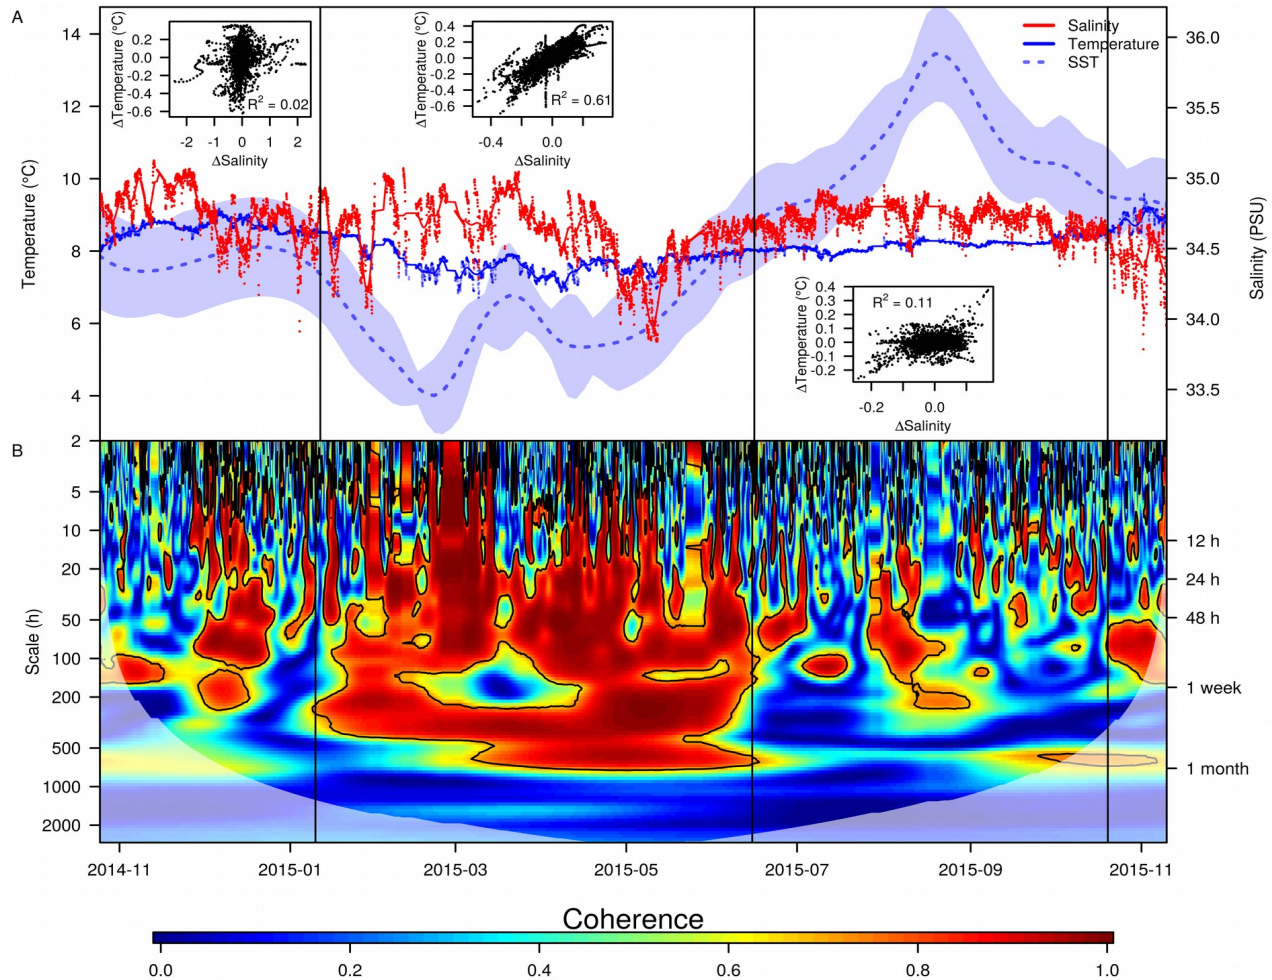 A
14
12
10
8
6
4
Temperature (°C)
36.0
35.5
35.0
34.5
34.0
33.5
Salinity (PSU)
Salinity
Temperature
SST
ΔTemperature (°C)
0.2
0.0
-0.2
-0.4
-0.6
R² = 0.02
-2 -1 0 1 2
ΔSalinity
ΔTemperature (°C)
0.4
0.2
0.0
-0.2
-0.4
-0.6
R² = 0.61
-0.4 0.0
ΔSalinity
ΔTemperature (°C)
0.4
0.3
0.2
0.1
0.0
-0.1
-0.2
R² = 0.11
-0.2 0.0
ΔSalinity
B
2
5
10
20
50
100
200
500
1000
2000
Scale (h)
12 h
24 h
48 h
1 week
1 month
2014-11 2015-01 2015-03 2015-05 2015-07 2015-09 2015-11
Coherence
0.0 0.2 0.4 0.6 0.8 1.0